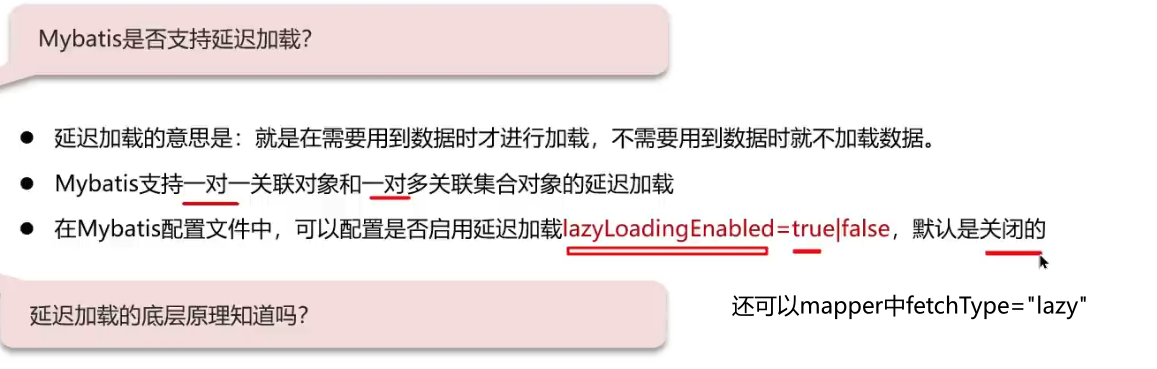 Mybatis是否支持延迟加载？
● 延迟加载的意思是：就是在需要用到数据时才进行加载，不需要用到数据时就不加载数据。
● Mybatis支持一对一关联对象和一对多关联集合对象的延迟加载
● 在Mybatis配置文件中，可以配置是否启用延迟加载lazyLoadingEnabled=true|false，默认是关闭的
延迟加载的底层原理知道吗？
还可以mapper中fetchType="lazy"